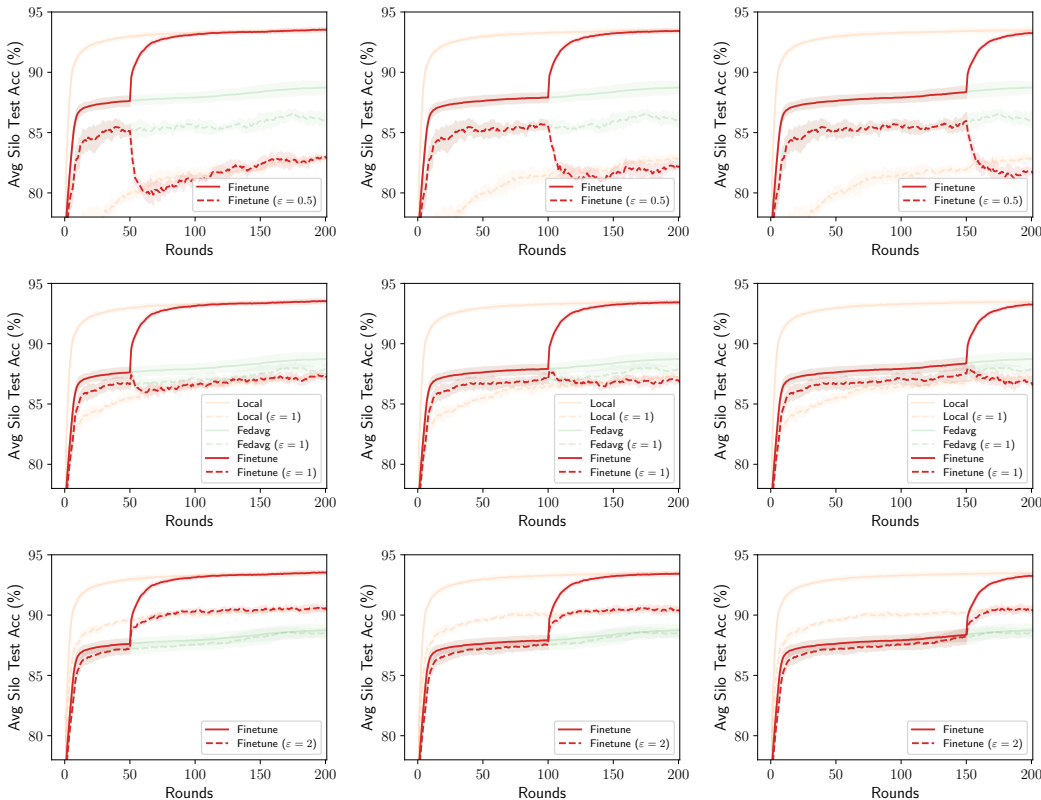 95
90
85
80
0 50 100 150 200
Rounds
Avg Silo Test Acc (%)
Finetune
Finetune (ε = 0.5)
95
90
85
80
0 50 100 150 200
Rounds
Avg Silo Test Acc (%)
Finetune
Finetune (ε = 0.5)
95
90
85
80
0 50 100 150 200
Rounds
Avg Silo Test Acc (%)
Finetune
Finetune (ε = 0.5)
95
90
85
80
0 50 100 150 200
Rounds
Avg Silo Test Acc (%)
Local
Local (ε = 1)
Fedavg
Fedavg (ε = 1)
Finetune
Finetune (ε = 1)
95
90
85
80
0 50 100 150 200
Rounds
Avg Silo Test Acc (%)
Local
Local (ε = 1)
Fedavg
Fedavg (ε = 1)
Finetune
Finetune (ε = 1)
95
90
85
80
0 50 100 150 200
Rounds
Avg Silo Test Acc (%)
Local
Local (ε = 1)
Fedavg
Fedavg (ε = 1)
Finetune
Finetune (ε = 1)
95
90
85
80
0 50 100 150 200
Rounds
Avg Silo Test Acc (%)
Finetune
Finetune (ε = 2)
95
90
85
80
0 50 100 150 200
Rounds
Avg Silo Test Acc (%)
Finetune
Finetune (ε = 2)
95
90
85
80
0 50 100 150 200
Rounds
Avg Silo Test Acc (%)
Finetune
Finetune (ε = 2)